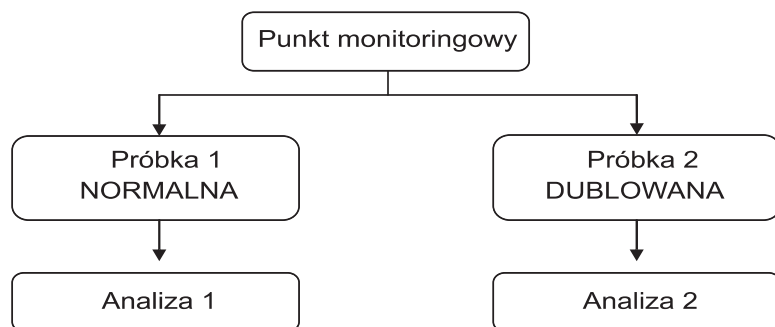 Punkt monitoringowy
Próbka 1
NORMALNA
Próbka 2
DUBLOWANA
Analiza 1
Analiza 2